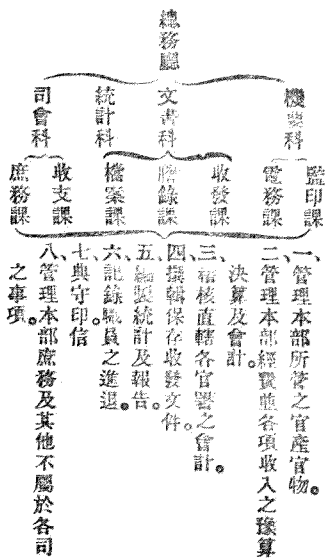 總務廳
機要科
文書科
統計科
司會科
監印課
電務課
收發課
謄錄課
檔案課
收支課
庶務課
一、管理本部所管之官產官物。
二、管理本部經費並各項收入之豫算
決算及會計。
三、稽核直轄各官署之會計。
四、撰輯保存收發文件。
五、編製統計及報告。
六、記錄職員之進退。
七、典守印信。
八、管理本部庶務及其他不屬於各司
之事項。